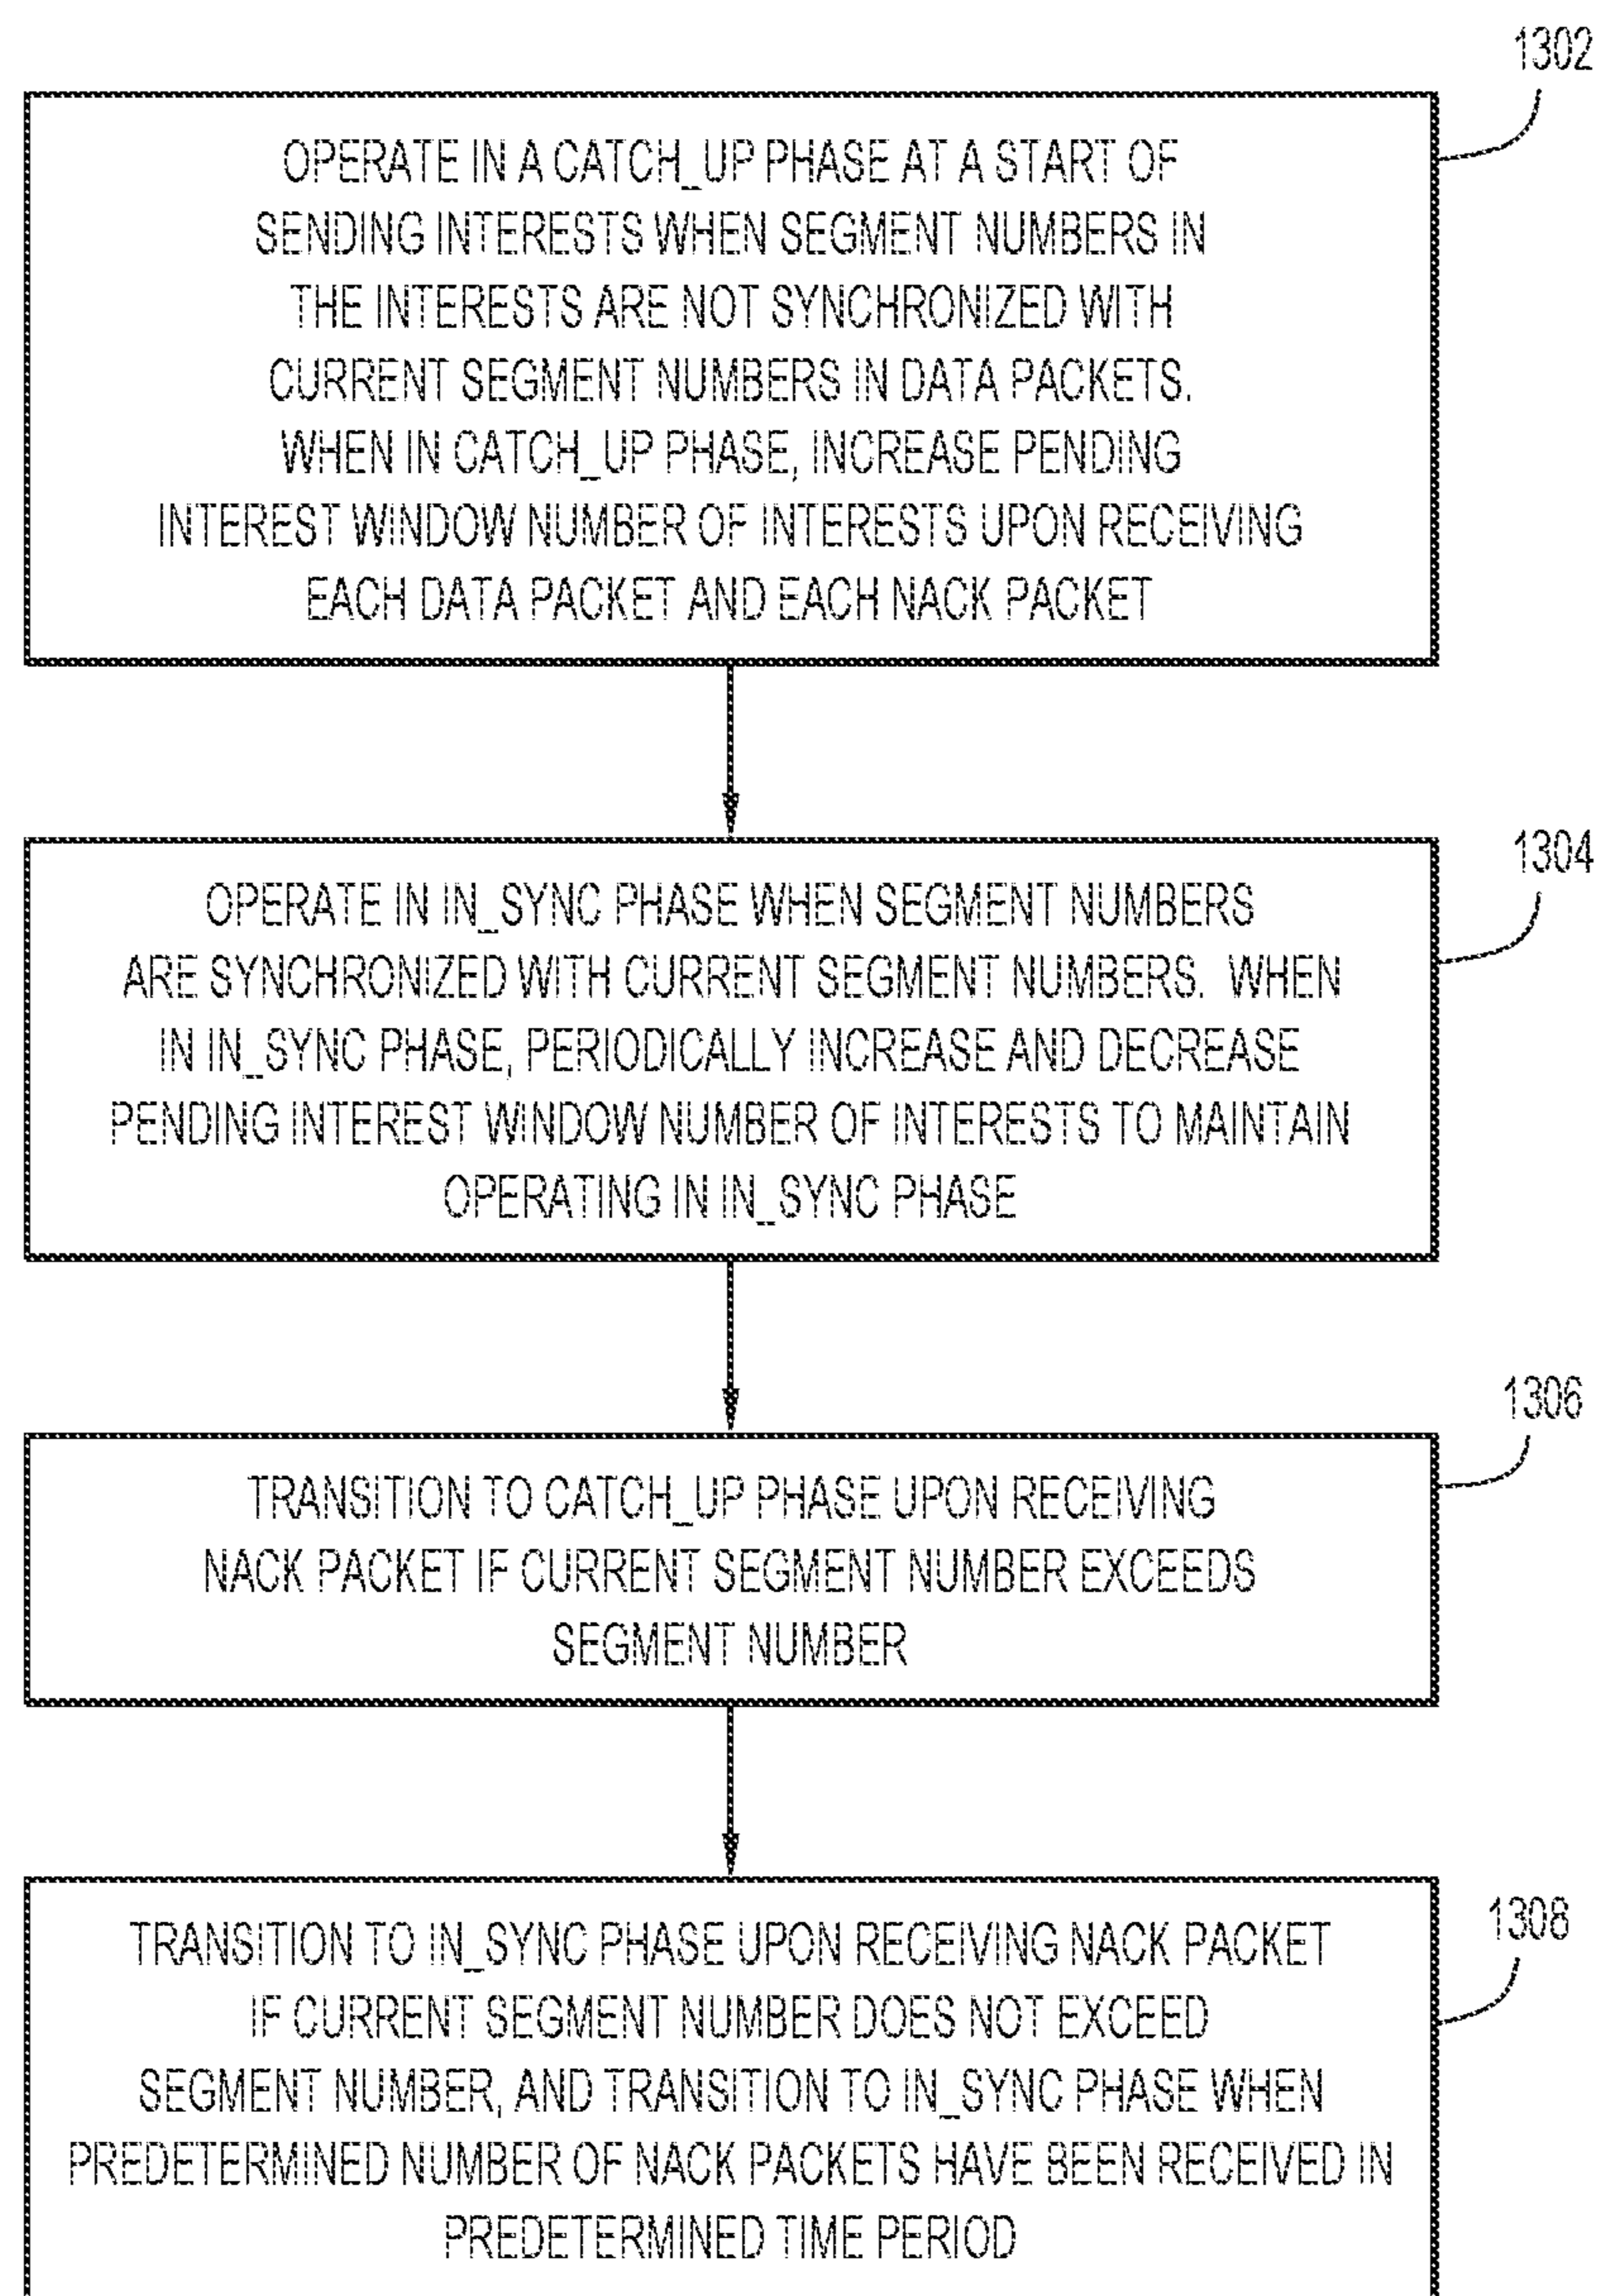 1302
OPERATE IN A CATCH_UP PHASE AT A START OF
SENDING INTERESTS WHEN SEGMENT NUMBERS IN
THE INTERESTS ARE NOT SYNCHRONIZED WITH
CURRENT SEGMENT NUMBERS IN DATA PACKETS.
WHEN IN CATCH_UP PHASE, INCREASE PENDING
INTEREST WINDOW NUMBER OF INTERESTS UPON RECEIVING
EACH DATA PACKET AND EACH NACK PACKET
1304
OPERATE IN IN_SYNC PHASE WHEN SEGMENT NUMBERS
ARE SYNCHRONIZED WITH CURRENT SEGMENT NUMBERS. WHEN
IN IN_SYNC PHASE, PERIODICALLY INCREASE AND DECREASE
PENDING INTEREST WINDOW NUMBER OF INTERESTS TO MAINTAIN
OPERATING IN IN_SYNC PHASE
1306
TRANSITION TO CATCH_UP PHASE UPON RECEIVING
NACK PACKET IF CURRENT SEGMENT NUMBER EXCEEDS
SEGMENT NUMBER
1308
TRANSITION TO IN_SYNC PHASE UPON RECEIVING NACK PACKET
IF CURRENT SEGMENT NUMBER DOES NOT EXCEED
SEGMENT NUMBER, AND TRANSITION TO IN_SYNC PHASE WHEN
PREDETERMINED NUMBER OF NACK PACKETS HAVE BEEN RECEIVED IN
PREDETERMINED TIME PERIOD